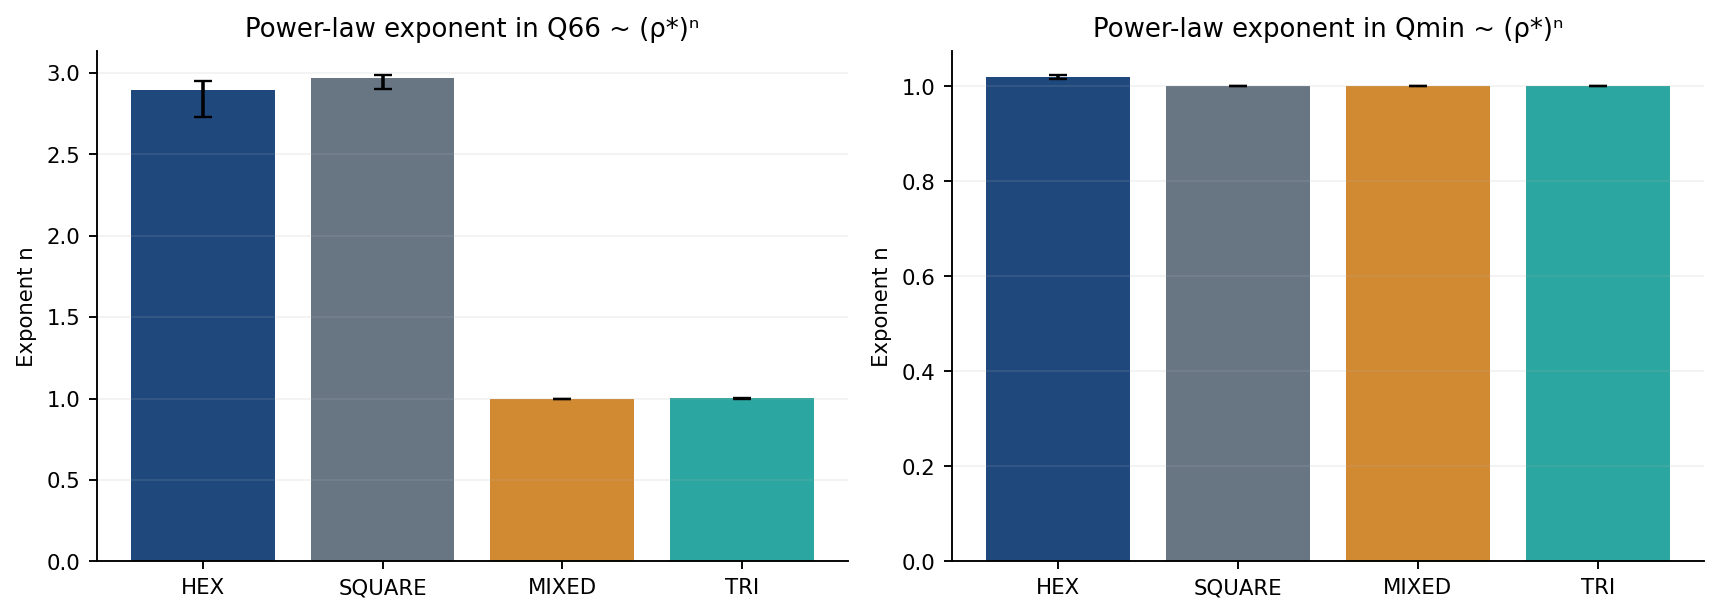 Power-law exponent in Q66 ~ (ρ*)ⁿ
Exponent n
3.0
2.5
2.0
1.5
1.0
0.5
0.0
HEX
SQUARE
MIXED
TRI
Power-law exponent in Qmin ~ (ρ*)ⁿ
Exponent n
1.0
0.8
0.6
0.4
0.2
0.0
HEX
SQUARE
MIXED
TRI